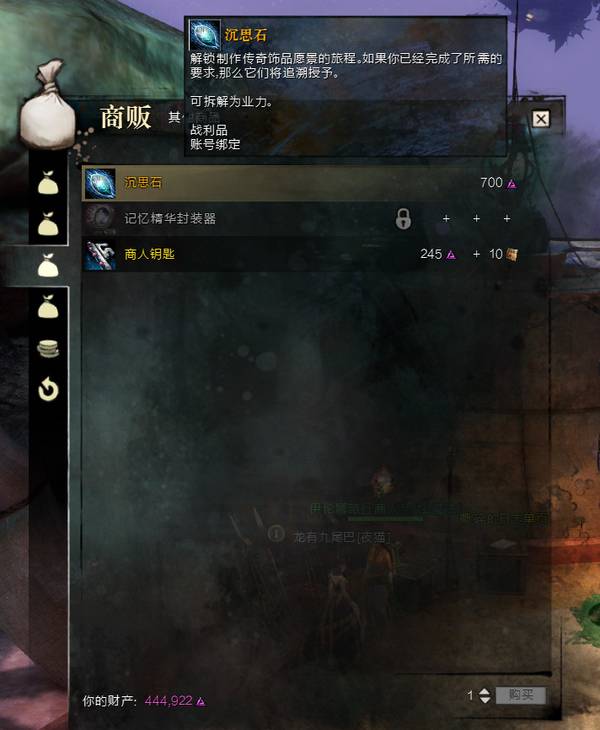 沉思石
解锁制作传奇饰品愿景的旅程。如果你已经完成了所需的
要求,那么它们将追溯授予。
可拆解为业力。
战利品
账号绑定
商贩
沉思石 700
记忆精华封装器 + + +
商人钥匙 245 + 10
龙有九尾巴[夜猫]
你的财产: 444,922
1 购买